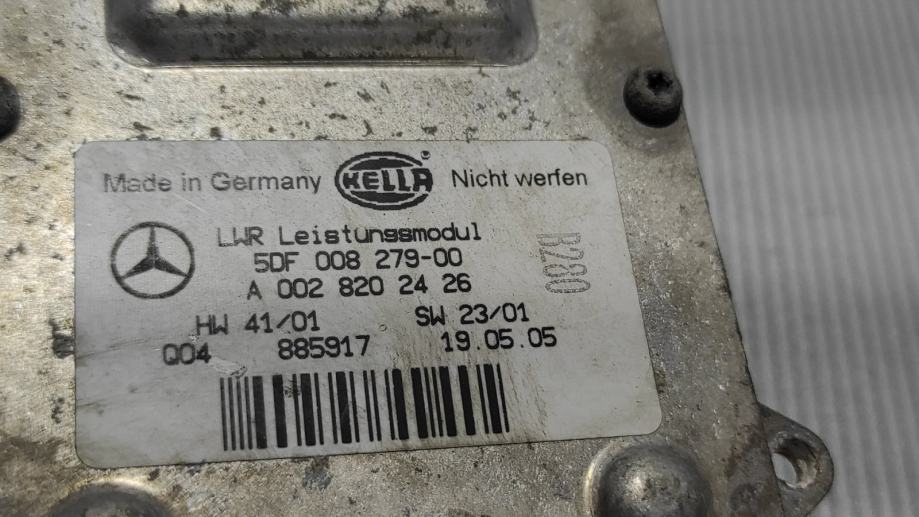 Made in Germany HELLA Nicht werfen
LWR Leistungsmodul
5DF 008 279-00
A 002 820 24 26
HW 41/01 SW 23/01
Q04 885917 19.05.05
B280